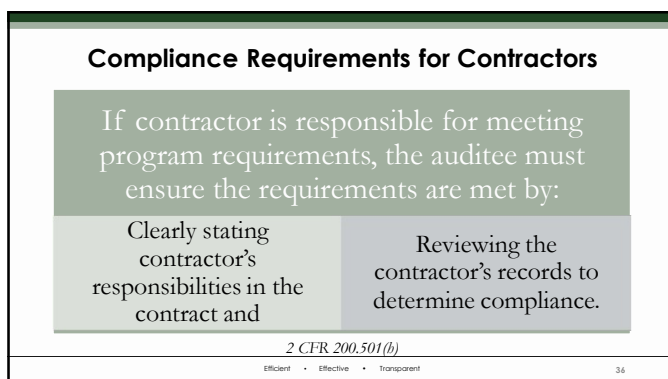 Compliance Requirements for Contractors
If contractor is responsible for meeting
program requirements, the auditee must
ensure the requirements are met by:
Clearly stating
contractor's
responsibilities in the
contract and
Reviewing the
contractor's records to
determine compliance.
2 CFR 200.501(h)
Efficient • Effective • Transparent
36